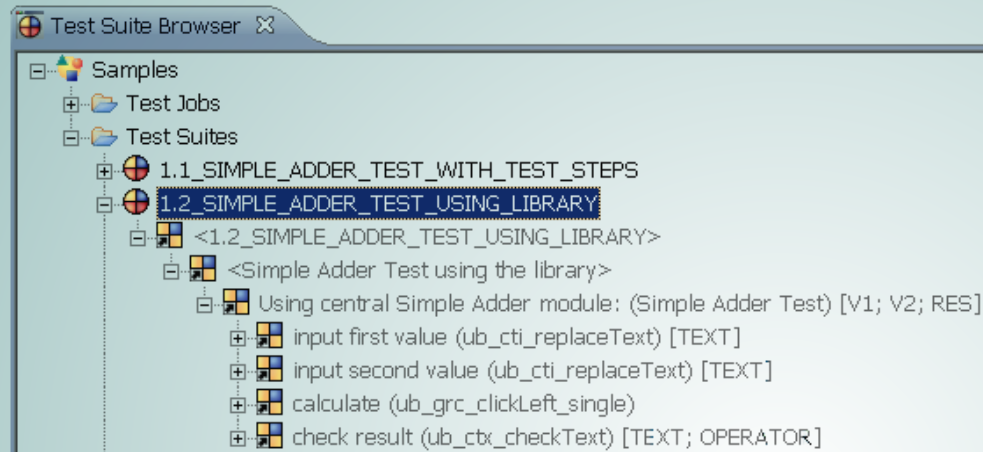 Test Suite Browser
Samples
Test Jobs
Test Suites
1.1_SIMPLE_ADDER_TEST_WITH_TEST_STEPS
1.2_SIMPLE_ADDER_TEST_USING_LIBRARY
<1.2_SIMPLE_ADDER_TEST_USING_LIBRARY>
<Simple Adder Test using the library>
Using central Simple Adder module: (Simple Adder Test) [V1; V2; RES]
input first value (ub_cti_replaceText) [TEXT]
input second value (ub_cti_replaceText) [TEXT]
calculate (ub_grc_clickLeft_single)
check result (ub_ctx_checkText) [TEXT; OPERATOR]